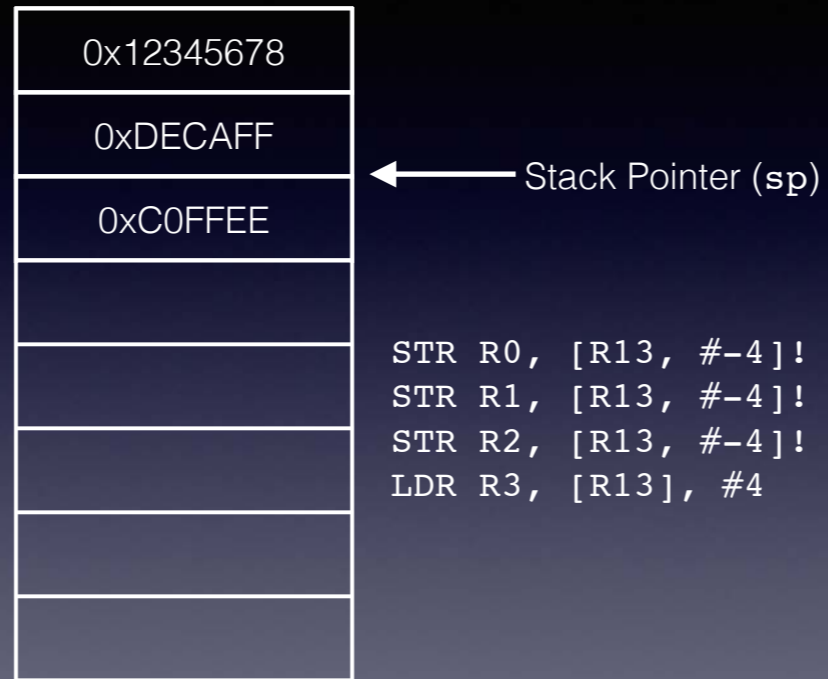 0x12345678
0xDECAFF
Stack Pointer (sp)
0xC0FFEE
STR R0, [R13, #-4]!
STR R1, [R13, #-4]!
STR R2, [R13, #-4]!
LDR R3, [R13], #4